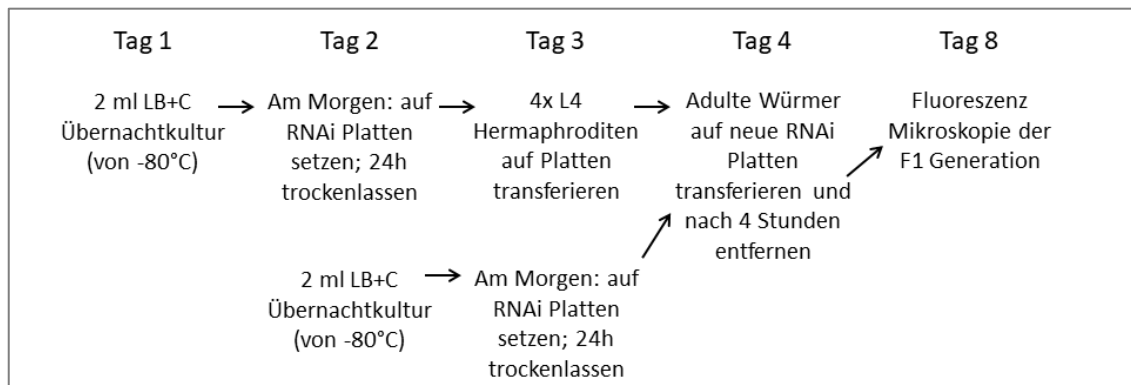 Tag 1
Tag 2
Tag 3
Tag 4
Tag 8
2 ml LB+C
Übernachtkultur
(von -80°C)
Am Morgen: auf
RNAi Platten
setzen; 24h
trockenlassen
4x L4
Hermaphroditen
auf Platten
transferieren
Adulte Würmer
auf neue RNAi
Platten
transferieren und
nach 4 Stunden
entfernen
Fluoreszenz
Mikroskopie der
F1 Generation
2 ml LB+C
Übernachtkultur
(von -80°C)
Am Morgen: auf
RNAi Platten
setzen; 24h
trockenlassen